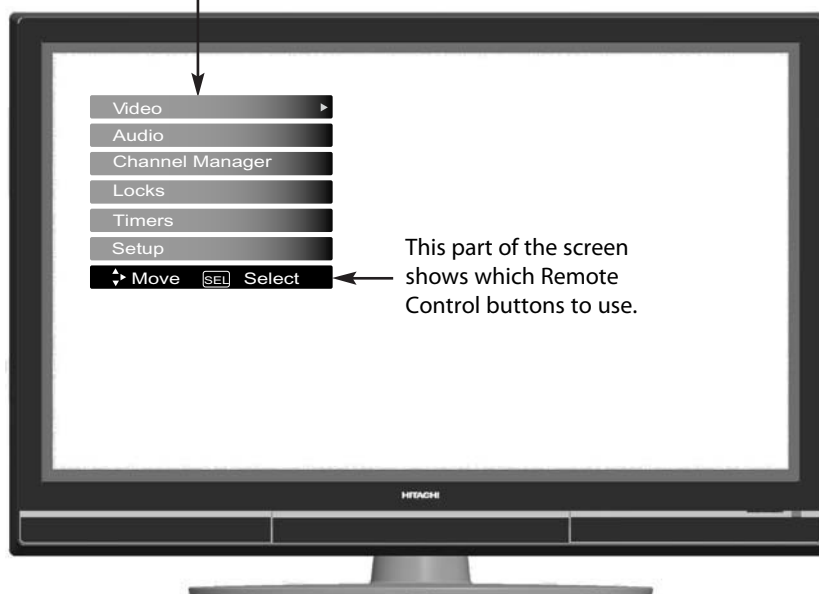 Video
Audio
Channel Manager
Locks
Timers
Setup
Move SEL Select
This part of the screen
shows which Remote
Control buttons to use.
HITACHI